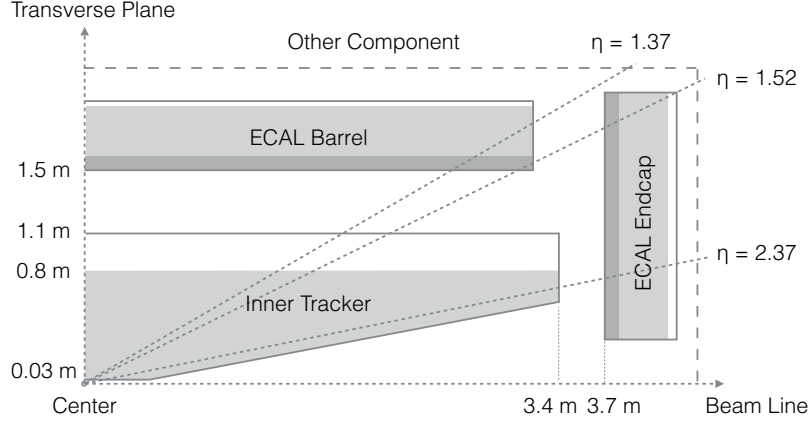 Transverse Plane
Other Component
η = 1.37
η = 1.52
ECAL Barrel
1.5 m
ECAL Endcap
1.1 m
η = 2.37
0.8 m
Inner Tracker
0.03 m
Center
3.4 m
3.7 m
Beam Line